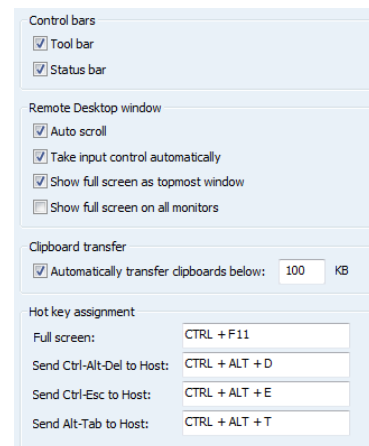 Control bars
Tool bar
Status bar
Remote Desktop window
Auto scroll
Take input control automatically
Show full screen as topmost window
Show full screen on all monitors
Clipboard transfer
Automatically transfer clipboards below: 100 KB
Hot key assignment
Full screen: CTRL + F11
Send Ctrl-Alt-Del to Host: CTRL + ALT + D
Send Ctrl-Esc to Host: CTRL + ALT + E
Send Alt-Tab to Host: CTRL + ALT + T